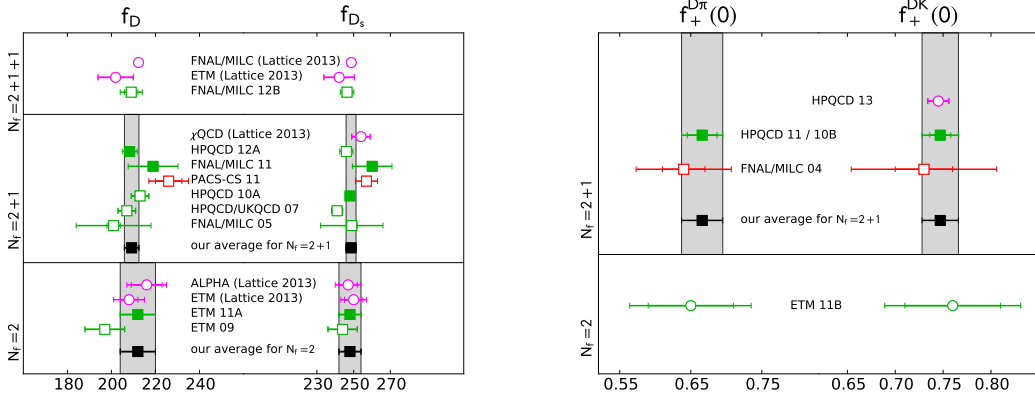 f_D f_{D_s}
N_f=2+1+1
FNAL/MILC (Lattice 2013)
ETM (Lattice 2013)
FNAL/MILC 12B
N_f=2+1
χQCD (Lattice 2013)
HPQCD 12A
FNAL/MILC 11
PACS-CS 11
HPQCD 10A
HPQCD/UKQCD 07
FNAL/MILC 05
our average for N_f=2+1
N_f=2
ALPHA (Lattice 2013)
ETM (Lattice 2013)
ETM 11A
ETM 09
our average for N_f=2
180 200 220 240 230 250 270
f_+^{Dπ}(0) f_+^{DK}(0)
N_f=2+1
HPQCD 13
HPQCD 11 / 10B
FNAL/MILC 04
our average for N_f=2+1
N_f=2
ETM 11B
0.55 0.65 0.75 0.65 0.70 0.75 0.80